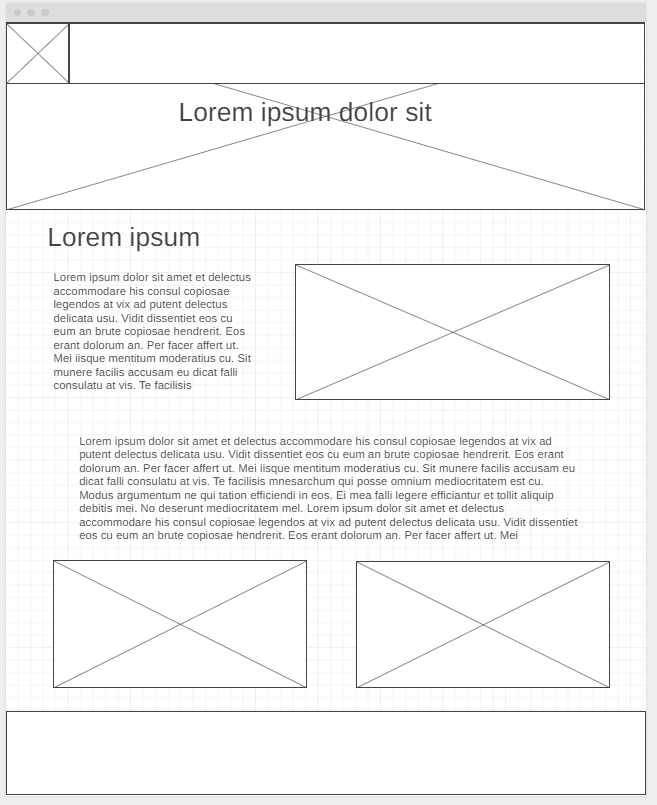 Lorem ipsum dolor sit
Lorem ipsum
Lorem ipsum dolor sit amet et delectus
accommodare his consul copiosae
legendos at vix ad putent delectus
delicata usu. Vidit dissentiet eos cu
eum an brute copiosae hendrerit. Eos
erant dolorum an. Per facer affert ut.
Mei iisque mentitum moderatius cu. Sit
munere facilis accusam eu dicat falli
consulatu at vis. Te facilisis
Lorem ipsum dolor sit amet et delectus accommodare his consul copiosae legendos at vix ad
putent delectus delicata usu. Vidit dissentiet eos cu eum an brute copiosae hendrerit. Eos erant
dolorum an. Per facer affert ut. Mei iisque mentitum moderatius cu. Sit munere facilis accusam eu
dicat falli consulatu at vis. Te facilisis mnesarchum qui posse omnium mediocritatem est cu.
Modus argumentum ne qui tation efficiendi in eos. Ei mea falli legere efficiantur et tollit aliquip
debitis mei. No deserunt mediocritatem mel. Lorem ipsum dolor sit amet et delectus
accommodare his consul copiosae legendos at vix ad putent delectus delicata usu. Vidit dissentiet
eos cu eum an brute copiosae hendrerit. Eos erant dolorum an. Per facer affert ut. Mei